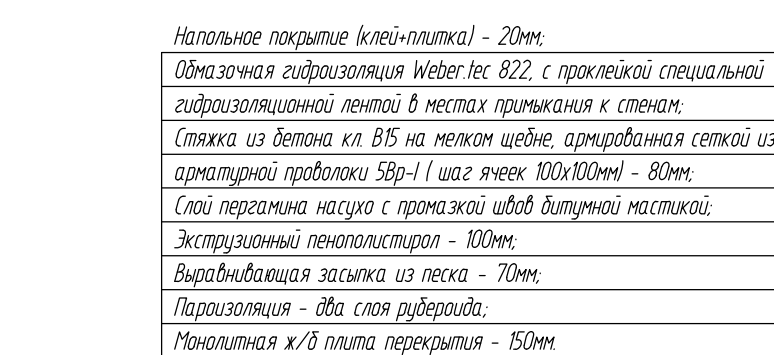 Напольное покрытие (клей+плитка) - 20мм;
Обмазочная гидроизоляция Weber.tec 822, с проклейкой специальной
гидроизоляционной лентой в местах примыкания к стенам;
Стяжка из бетона кл. В15 на мелком щебне, армированная сеткой из
арматурной проволоки 5Вр-I ( шаг ячеек 100х100мм) - 80мм;
Слой пергамина насухо с промазкой швов битумной мастикой;
Экструзионный пенополистирол - 100мм;
Выравнивающая засыпка из песка - 70мм;
Пароизоляция - два слоя рубероида;
Монолитная ж/б плита перекрытия - 150мм.